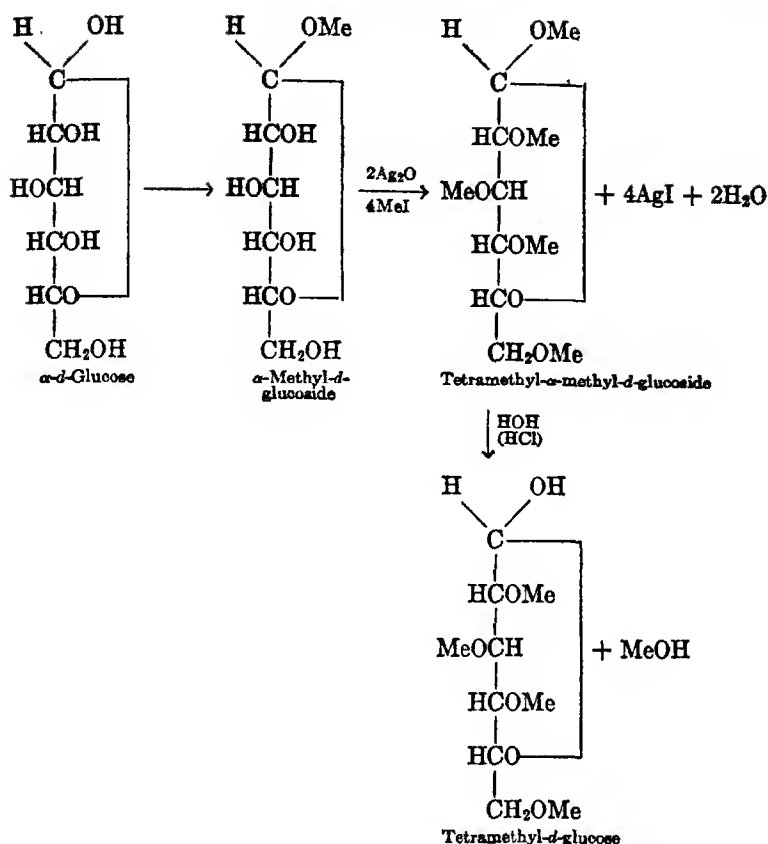 H OH H OMe H OMe
C C C
HCOH HCOH HCOMe
HOCH HOCH 2Ag₂O 4MeI MeOCH + 4AgI + 2H₂O
HCOH HCOH HCOMe
HCO HCO HCO
CH₂OH CH₂OH CH₂OMe
α-d-Glucose α-Methyl-d-glucoside Tetramethyl-α-methyl-d-glucoside
HOH
(HCl)
H OH
C
HCOMe
MeOCH + MeOH
HCOMe
HCO
CH₂OMe
Tetramethyl-d-glucose